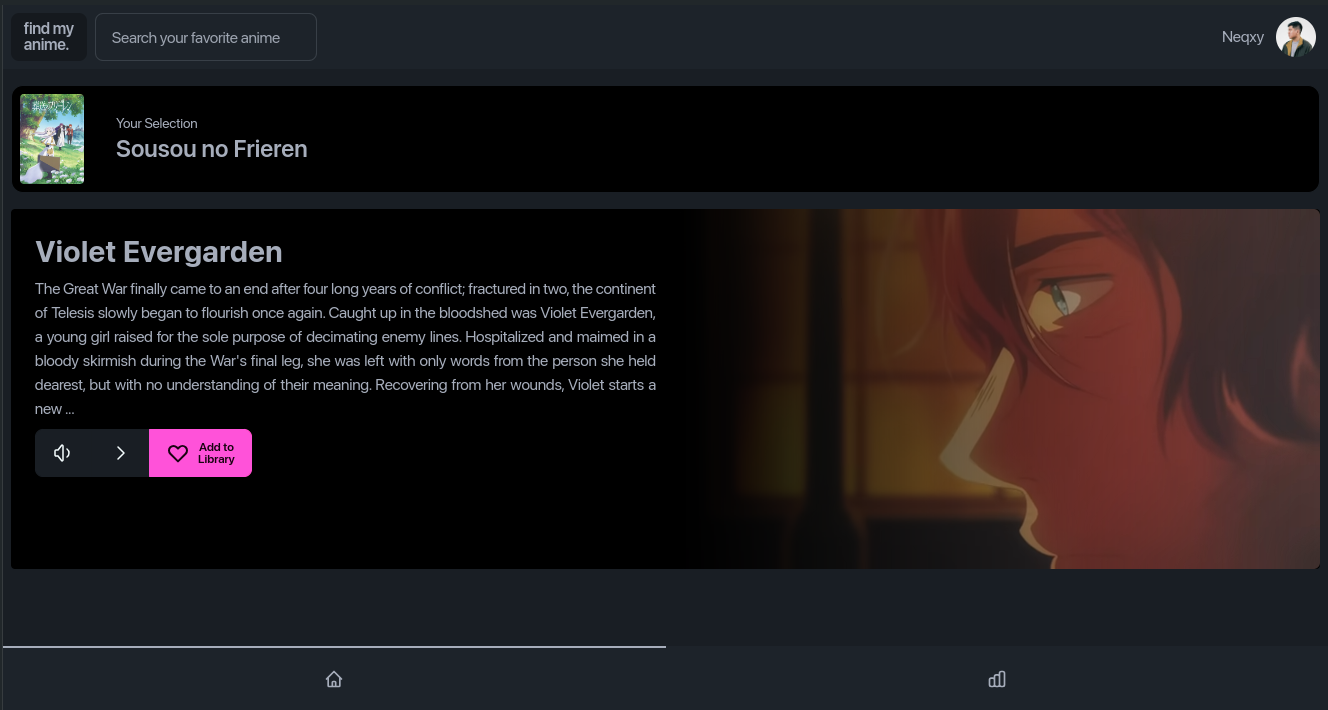 find my
anime.
Search your favorite anime
Neqxy
Your Selection
Sousou no Frieren
Violet Evergarden
The Great War finally came to an end after four long years of conflict; fractured in two, the continent
of Telesis slowly began to flourish once again. Caught up in the bloodshed was Violet Evergarden,
a young girl raised for the sole purpose of decimating enemy lines. Hospitalized and maimed in a
bloody skirmish during the War's final leg, she was left with only words from the person she held
dearest, but with no understanding of their meaning. Recovering from her wounds, Violet starts a
new ...
Add to
Library